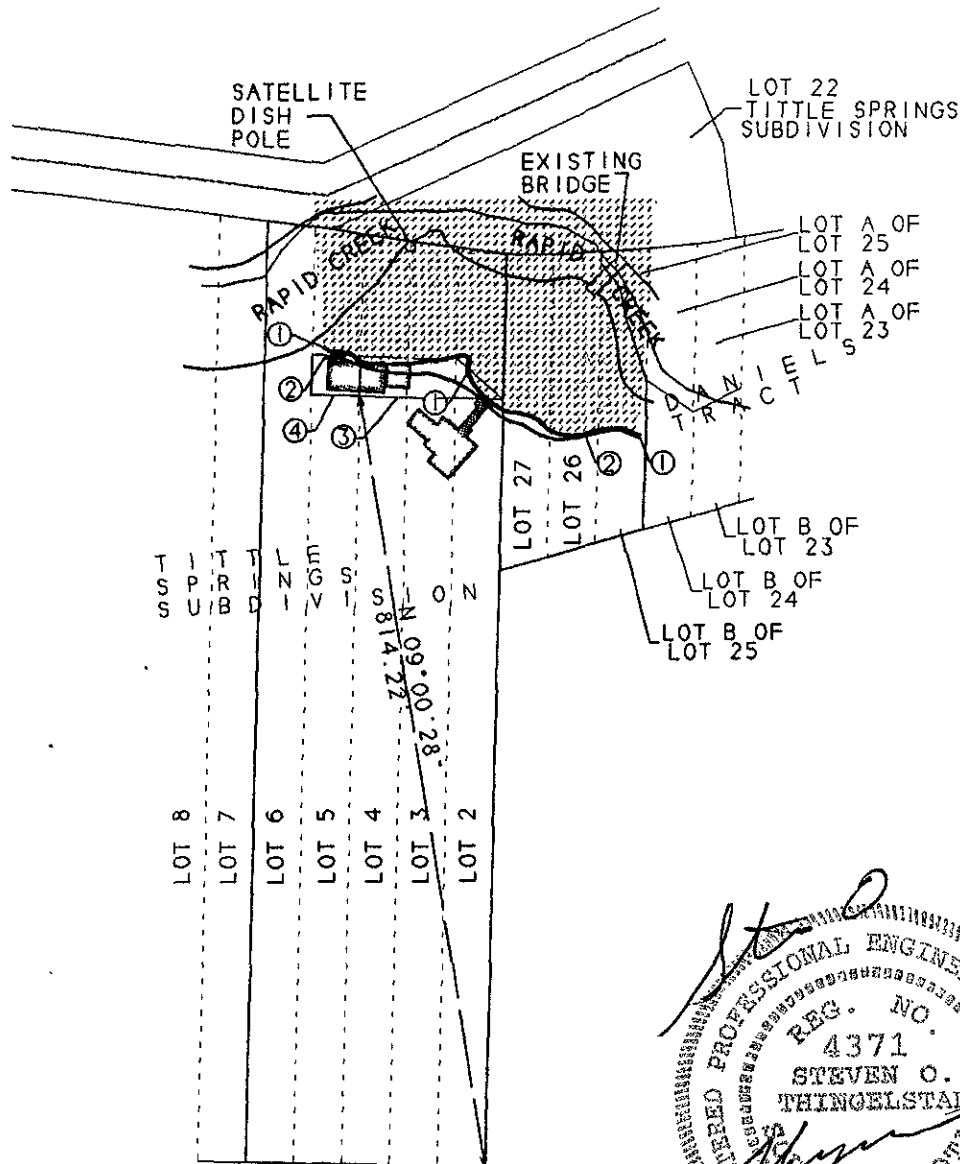 SATELLITE
DISH
POLE
LOT 22
TITTLE SPRINGS
SUBDIVISION
EXISTING
BRIDGE
LOT A OF
LOT 25
LOT A OF
LOT 24
LOT A OF
LOT 23
RAPID CREEK
RAPID CREEK
DANIELS
TRACT
①
②
④
③
①
②
①
LOT 27
LOT 26
LOT B OF
LOT 23
LOT B OF
LOT 24
LOT B OF
LOT 25
TITTLE
SPRINGS
SUBDIVISION
N 09°00'28"
814.22'
LOT 8
LOT 7
LOT 6
LOT 5
LOT 4
LOT 3
LOT 2
PROFESSIONAL
REG. NO.
4371
STEVEN O.